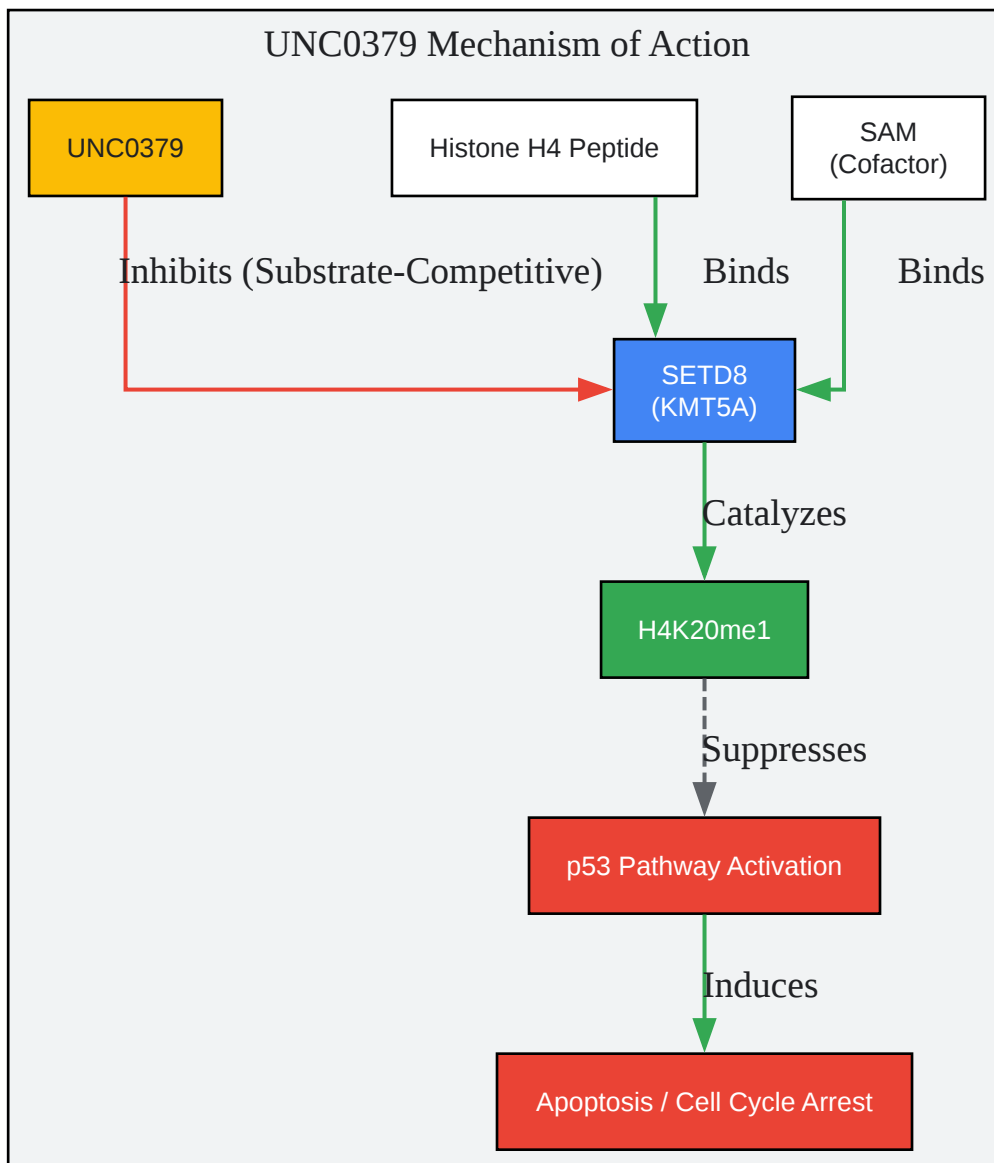 UNC0379 Mechanism of Action
UNC0379
Histone H4 Peptide
SAM
(Cofactor)
Inhibits (Substrate-Competitive)
Binds
Binds
SETD8
(KMT5A)
Catalyzes
H4K20me1
Suppresses
p53 Pathway Activation
Induces
Apoptosis / Cell Cycle Arrest